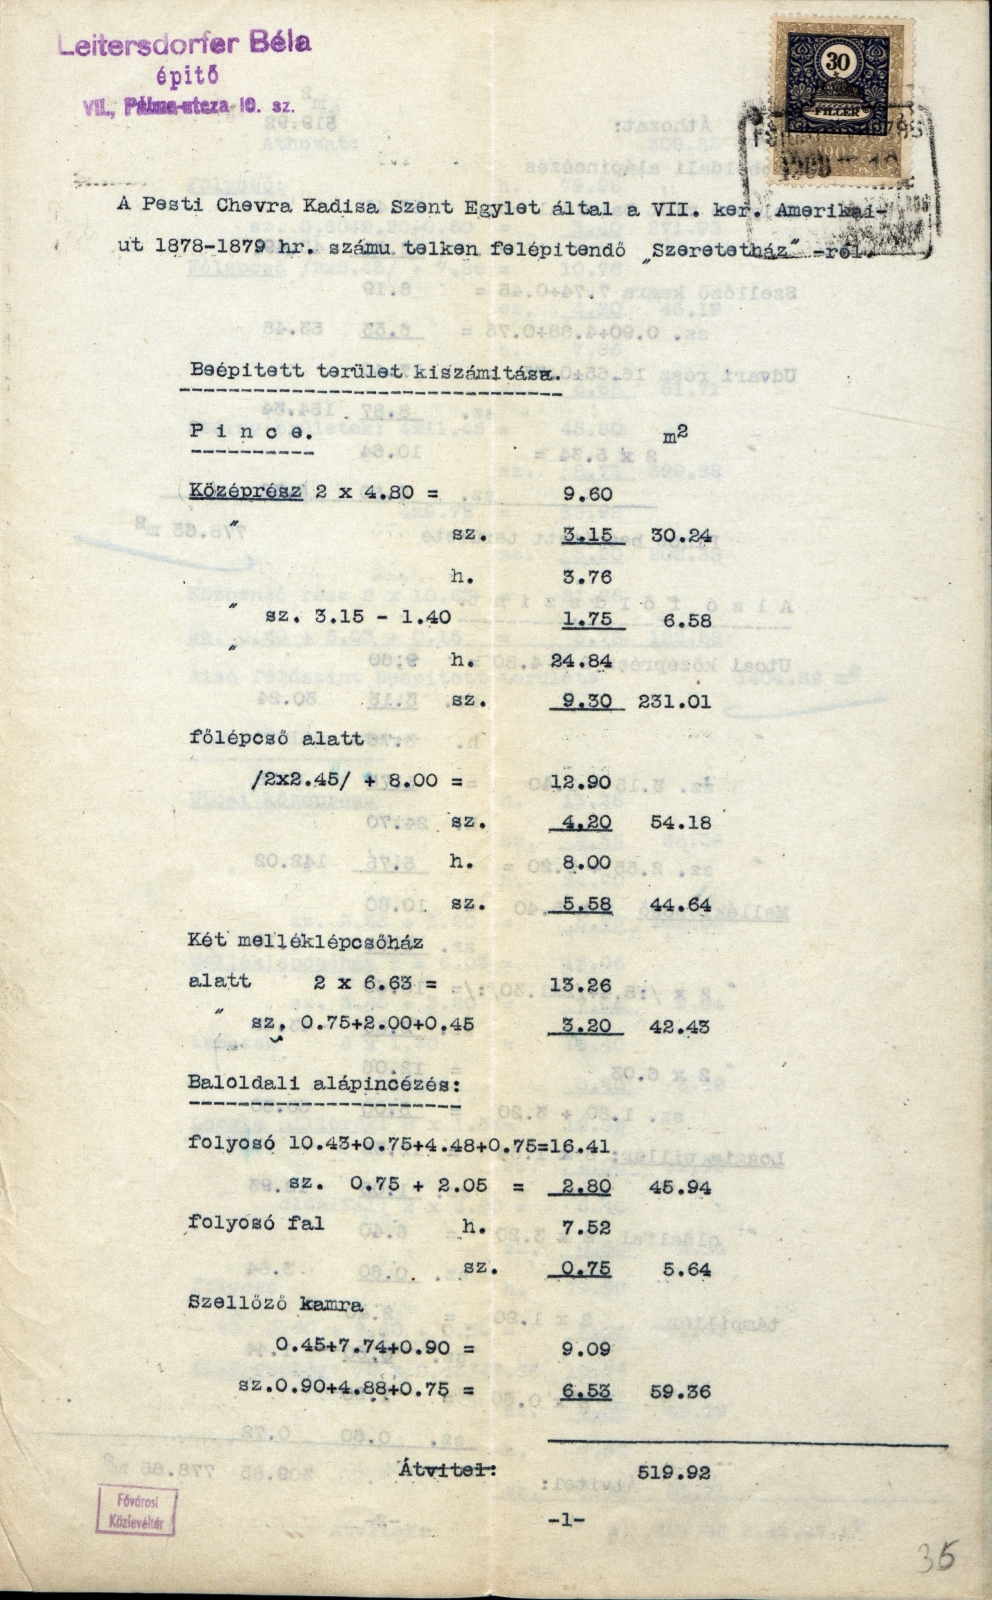 Leitersdorfer Béla
építő
VII., Pálma-utcza 10. sz.
30
FILLÉR
A Pesti Chevra Kadisa Szent Egylet által a VII. ker. Amerikai-
ut 1878-1879 hr. számu telken felépitendő „Szeretetház" -ról.
Beépitett terület kiszámitása.
P i n c e. m2
Középrész 2 x 4.80 = 9.60
" sz. 3.15 30.24
h. 3.76
" sz. 3.15 - 1.40 1.75 6.58
" h. 24.84
sz. 9.30 231.01
főlépcső alatt
/2x2.45/ + 8.00 = 12.90
sz. 4.20 54.18
h. 8.00
sz. 5.58 44.64
Két melléklépcsőház
alatt 2 x 6.63 = 13.26
" sz. 0.75+2.00+0.45 3.20 42.43
Baloldali alápincézés:
folyosó 10.43+0.75+4.48+0.75=16.41
sz. 0.75 + 2.05 = 2.80 45.94
folyosó fal h. 7.52
sz. 0.75 5.64
Szellőző kamra
0.45+7.74+0.90 = 9.09
sz.0.90+4.88+0.75 = 6.53 59.36
Átvitel: 519.92
-1-
Fővárosi
Közlevéltár
35